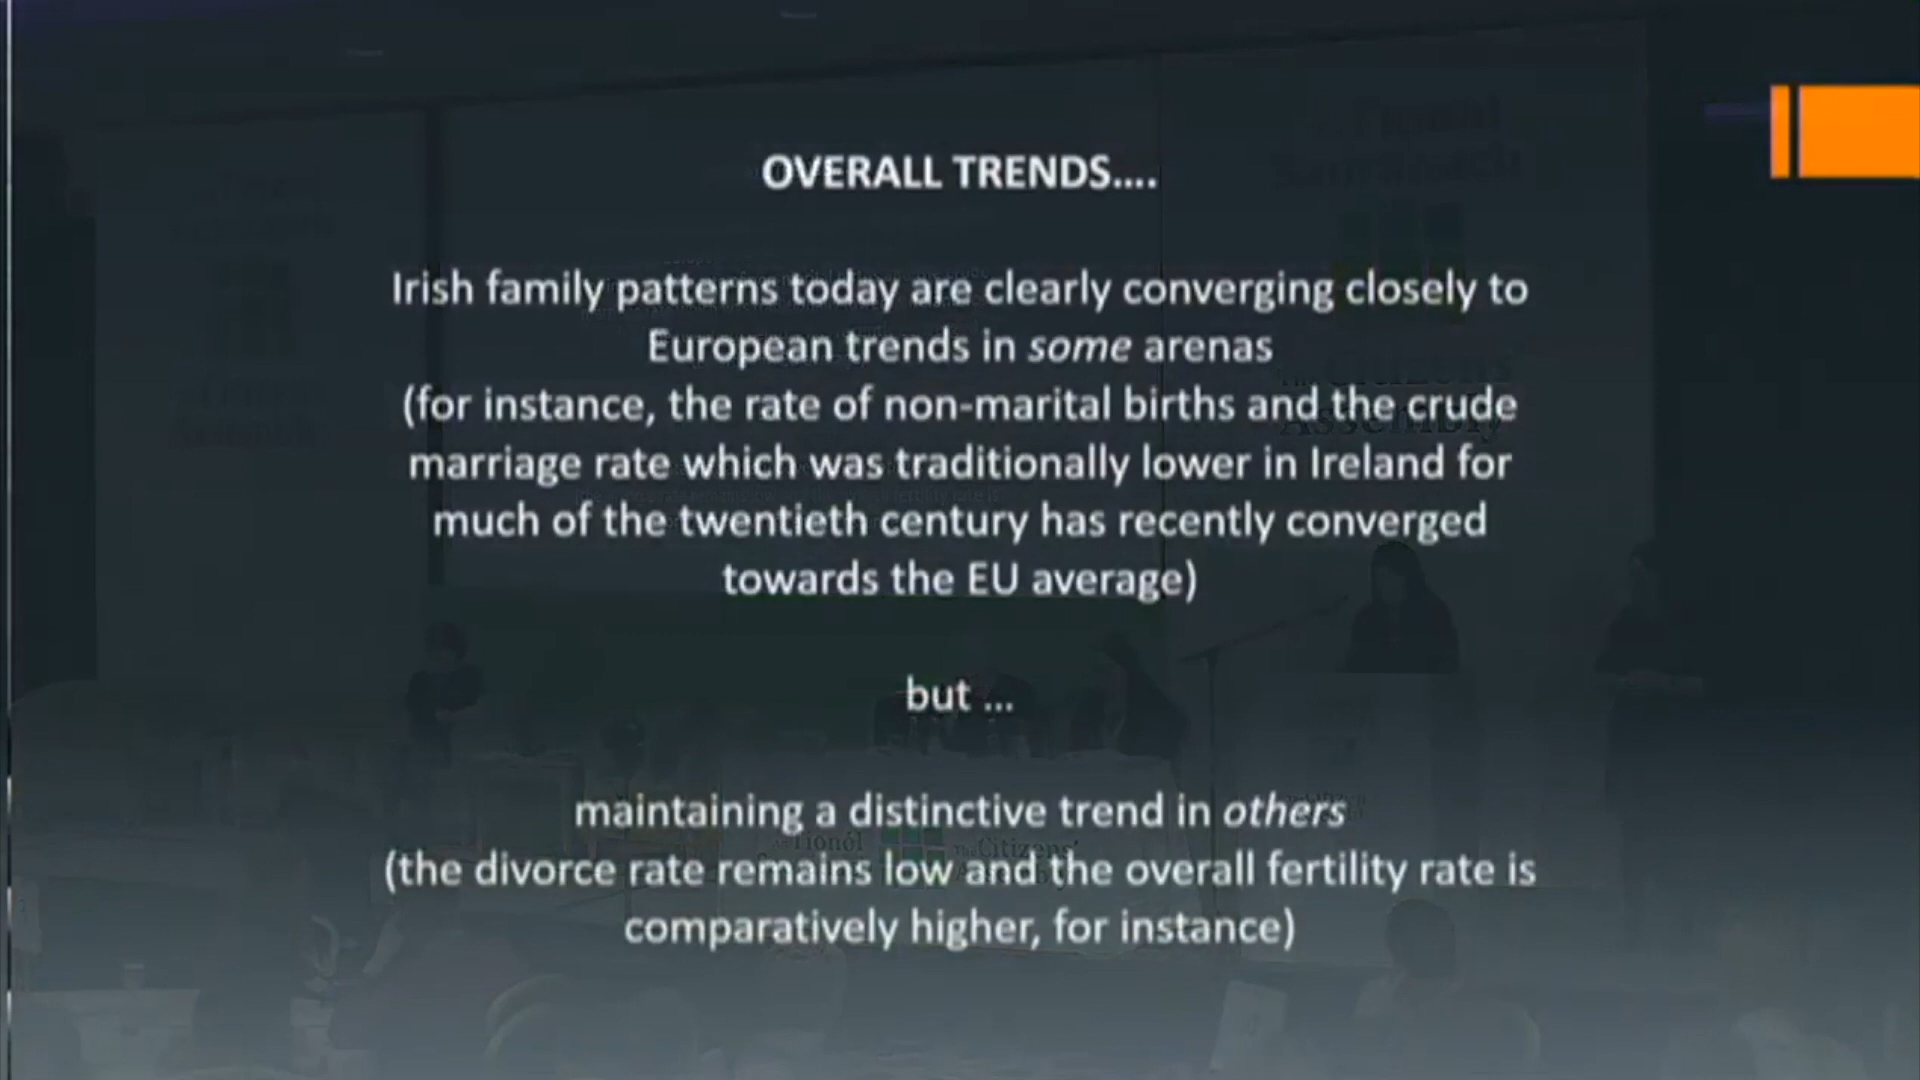 OVERALL TRENDS....
Irish family patterns today are clearly converging closely to
European trends in some arenas
(for instance, the rate of non-marital births and the crude
marriage rate which was traditionally lower in Ireland for
much of the twentieth century has recently converged
towards the EU average)
but ...
maintaining a distinctive trend in others
(the divorce rate remains low and the overall fertility rate is
comparatively higher, for instance)
Tionól
Citizens'
Assembly